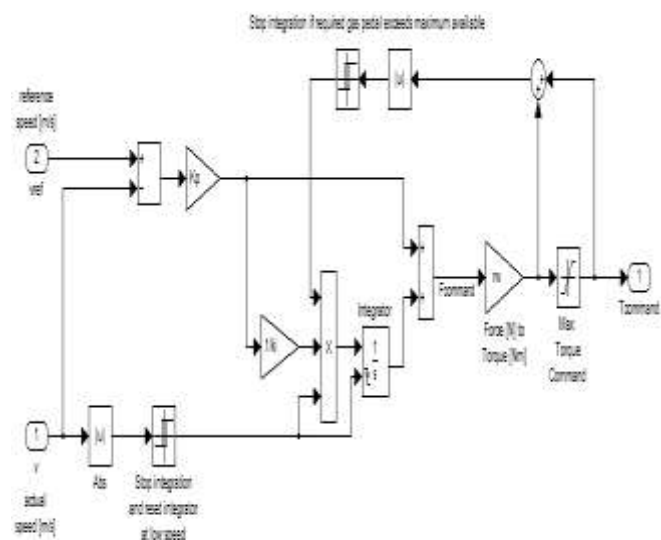 Stop integration if required gas pedal exceeds maximum available
|u|
reference
speed [m/s]
2
vref
Kp
Fcommand
Force [N] to
Torque [Nm]
Max
Torque
Command
1
Tcommand
Integrator
1
s
1/ti
X
1
v
actual
speed [m/s]
|u|
Abs
Stop integration
and reset integrator
at low speed